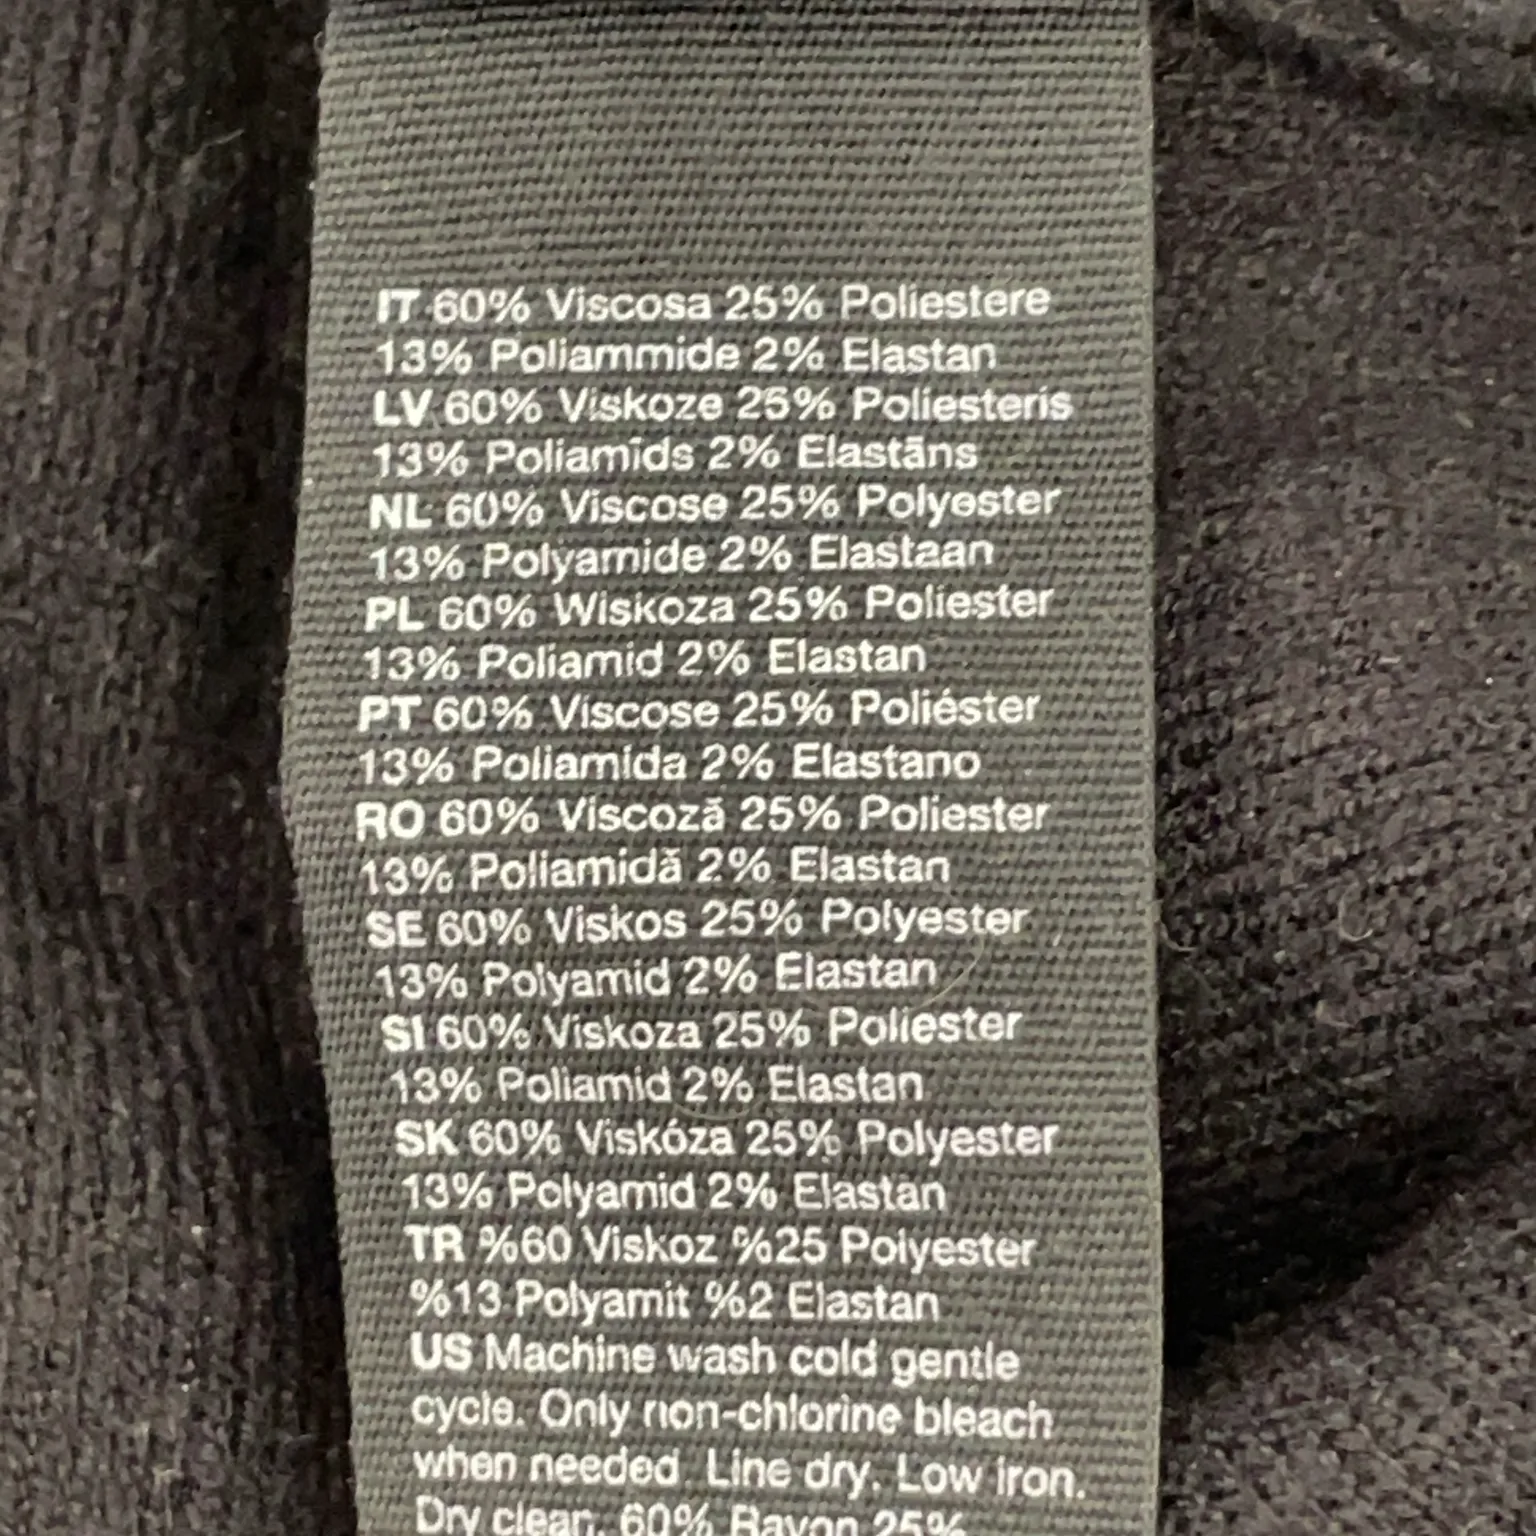 IT 60% Viscosa 25% Poliestere
13% Poliammide 2% Elastan
LV 60% Viskoze 25% Poliesteris
13% Poliamīds 2% Elastāns
NL 60% Viscose 25% Polyester
13% Polyamide 2% Elastaan
PL 60% Wiskoza 25% Poliester
13% Poliamid 2% Elastan
PT 60% Viscose 25% Poliéster
13% Poliamida 2% Elastano
RO 60% Viscoză 25% Poliester
13% Poliamidă 2% Elastan
SE 60% Viskos 25% Polyester
13% Polyamid 2% Elastan
SI 60% Viskoza 25% Poliester
13% Poliamid 2% Elastan
SK 60% Viskóza 25% Polyester
13% Polyamid 2% Elastan
TR %60 Viskoz %25 Polyester
%13 Polyamit %2 Elastan
US Machine wash cold gentle
cycle. Only non-chlorine bleach
when needed. Line dry. Low iron.
Dry clean. 60% Rayon 25%